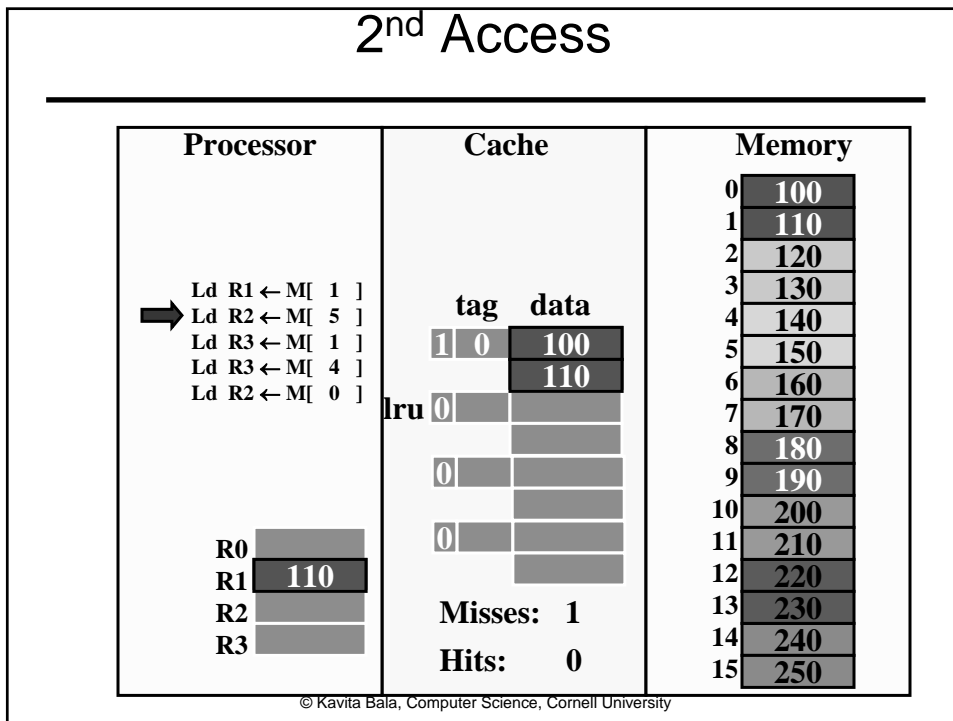 2nd Access
Processor
Cache
Memory
Ld R1 ← M[ 1 ]
Ld R2 ← M[ 5 ]
Ld R3 ← M[ 1 ]
Ld R3 ← M[ 4 ]
Ld R2 ← M[ 0 ]
R0
R1 110
R2
R3
tag data
1 0 100
110
lru 0
0
0
Misses: 1
Hits: 0
0 100
1 110
2 120
3 130
4 140
5 150
6 160
7 170
8 180
9 190
10 200
11 210
12 220
13 230
14 240
15 250
© Kavita Bala, Computer Science, Cornell University